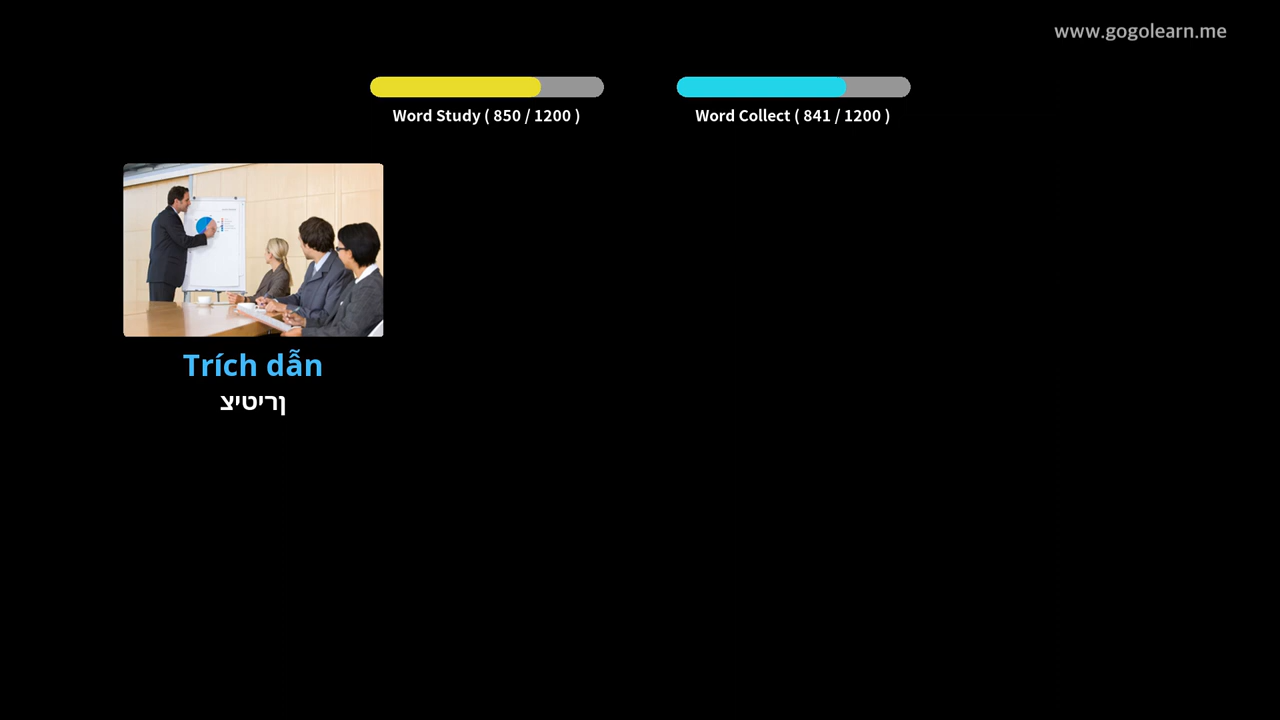 www.gogolearn.me
Word Study ( 850 / 1200 )
Word Collect ( 841 / 1200 )
Trích dẫn
ןריטיצ